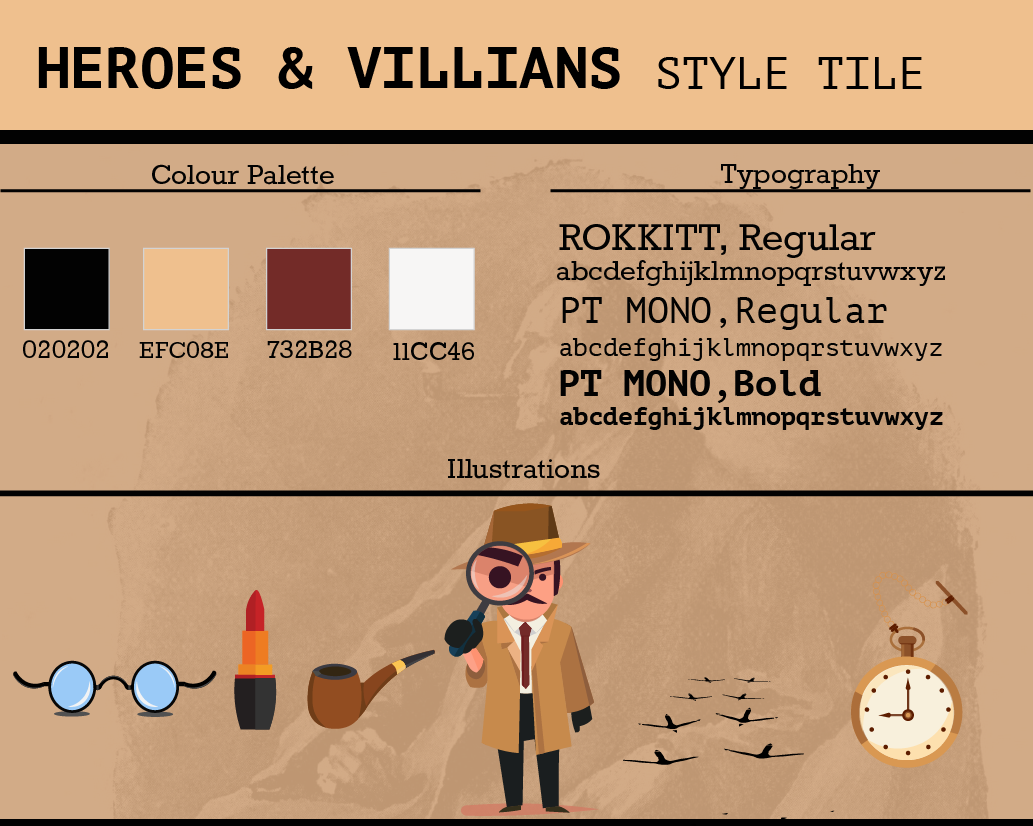 HEROES & VILLIANS STYLE TILE
Colour Palette
020202 EFC08E 732B28 11CC46
Typography
ROKKITT, Regular
abcdefghijklmnopqrstuvwxyz
PT MONO,Regular
abcdefghijklmnopqrstuvwxyz
PT MONO,Bold
abcdefghijklmnopqrstuvwxyz
Illustrations